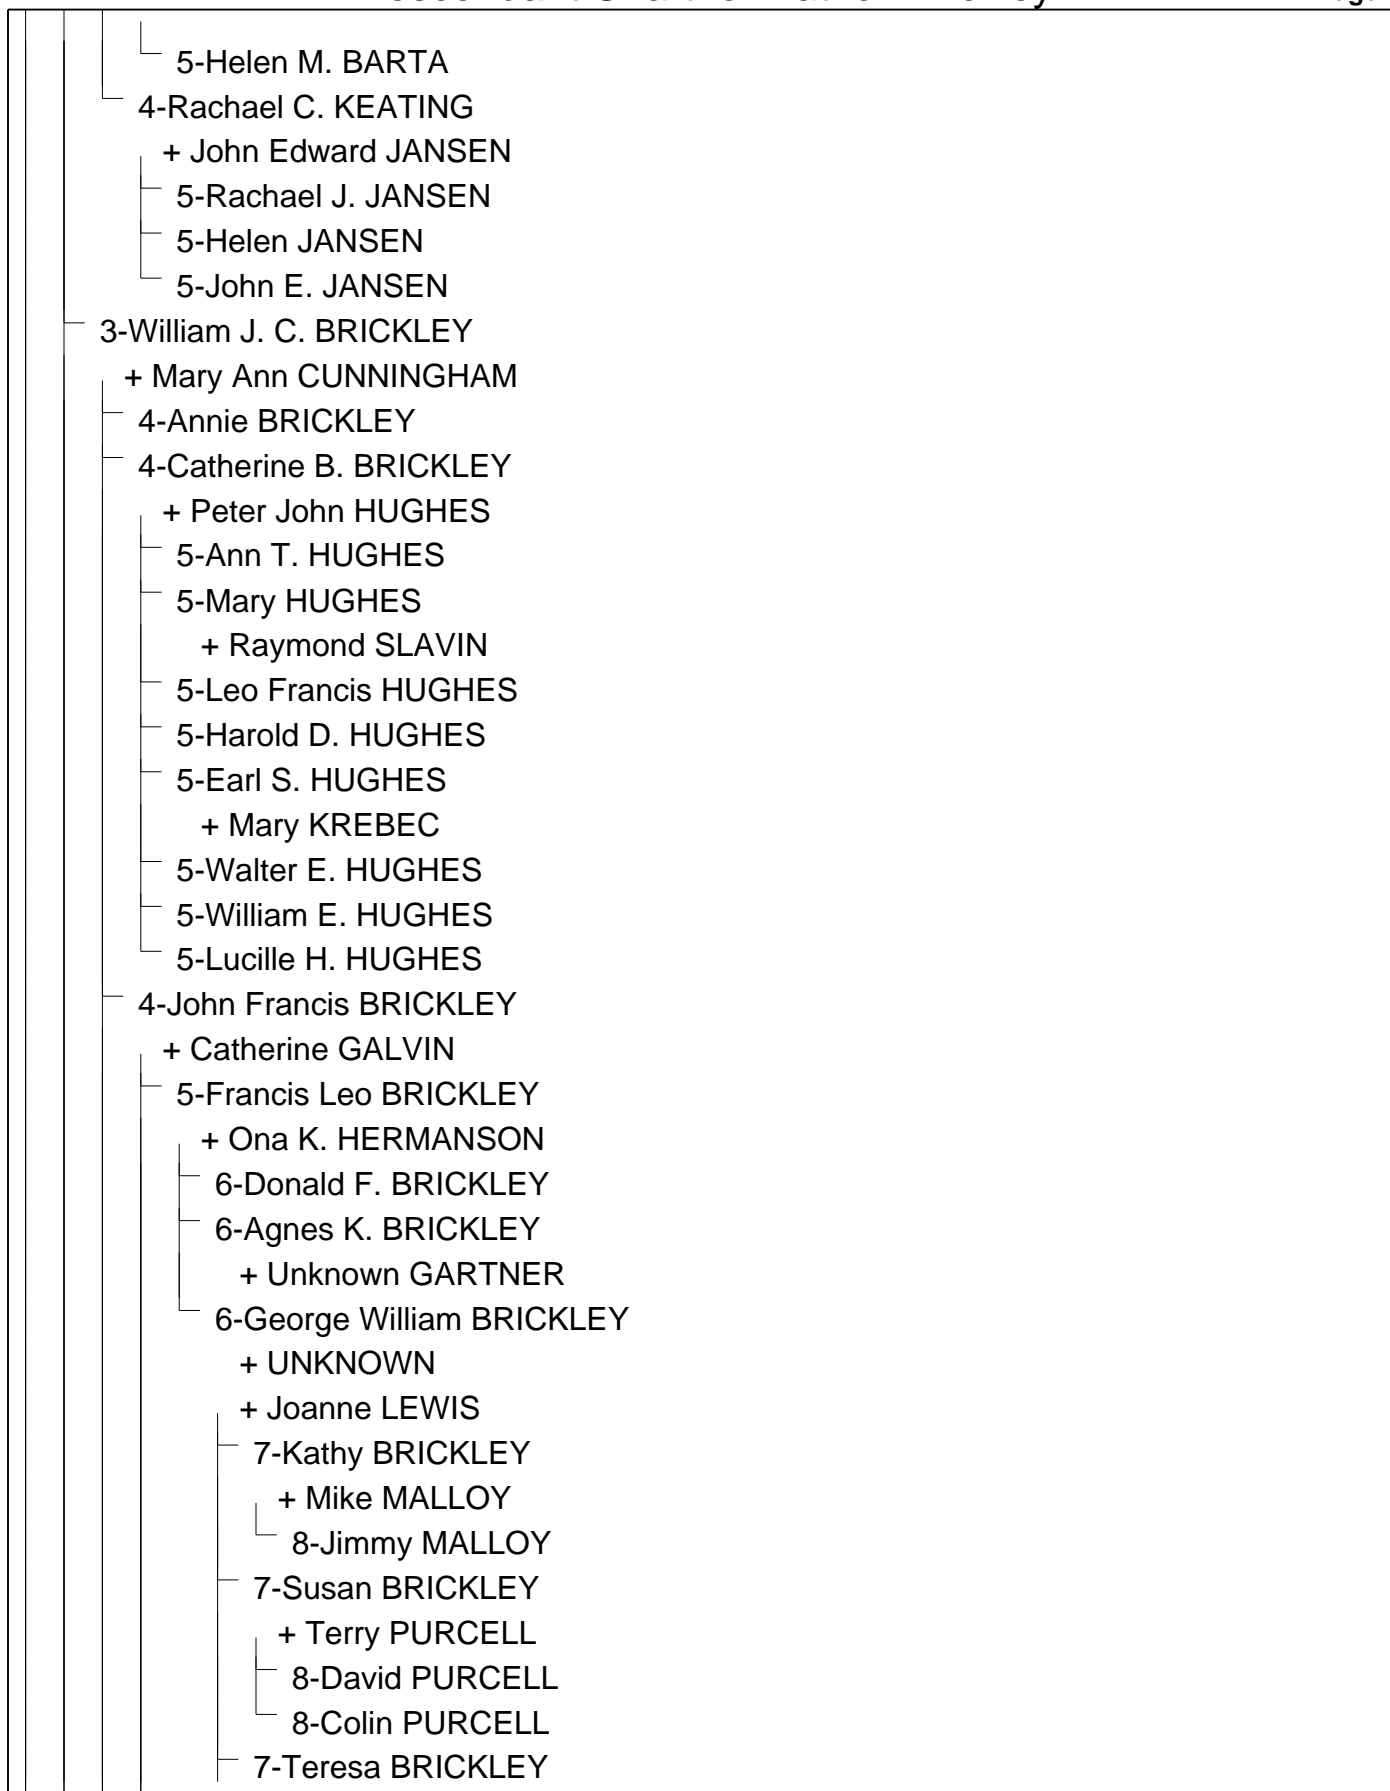 5-Helen M. BARTA
4-Rachael C. KEATING
+ John Edward JANSEN
5-Rachael J. JANSEN
5-Helen JANSEN
5-John E. JANSEN
3-William J. C. BRICKLEY
+ Mary Ann CUNNINGHAM
4-Annie BRICKLEY
4-Catherine B. BRICKLEY
+ Peter John HUGHES
5-Ann T. HUGHES
5-Mary HUGHES
+ Raymond SLAVIN
5-Leo Francis HUGHES
5-Harold D. HUGHES
5-Earl S. HUGHES
+ Mary KREBEC
5-Walter E. HUGHES
5-William E. HUGHES
5-Lucille H. HUGHES
4-John Francis BRICKLEY
+ Catherine GALVIN
5-Francis Leo BRICKLEY
+ Ona K. HERMANSON
6-Donald F. BRICKLEY
6-Agnes K. BRICKLEY
+ Unknown GARTNER
6-George William BRICKLEY
+ UNKNOWN
+ Joanne LEWIS
7-Kathy BRICKLEY
+ Mike MALLOY
8-Jimmy MALLOY
7-Susan BRICKLEY
+ Terry PURCELL
8-David PURCELL
8-Colin PURCELL
7-Teresa BRICKLEY